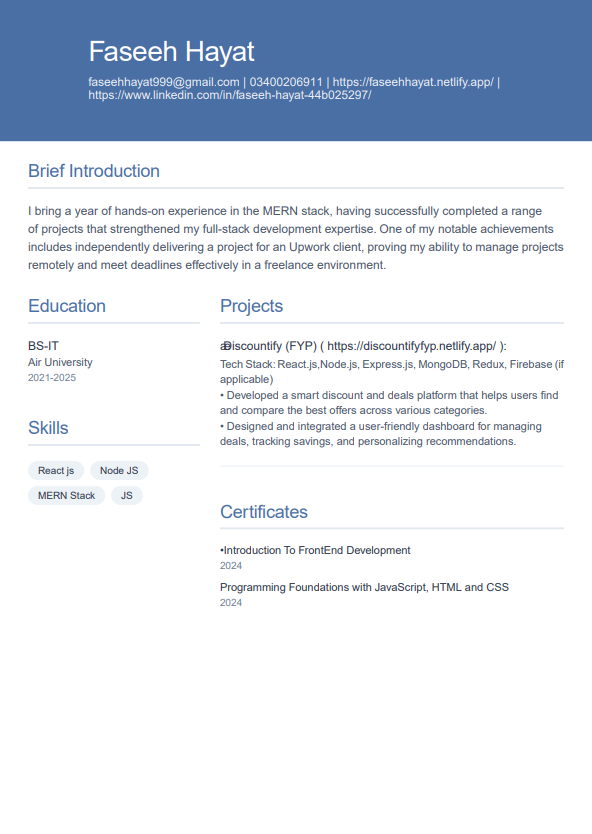 Faseeh Hayat
faseehhayat999@gmail.com | 03400206911 | https://faseehhayat.netlify.app/ |
https://www.linkedin.com/in/faseeh-hayat-44b025297/
Brief Introduction
I bring a year of hands-on experience in the MERN stack, having successfully completed a range
of projects that strengthened my full-stack development expertise. One of my notable achievements
includes independently delivering a project for an Upwork client, proving my ability to manage projects
remotely and meet deadlines effectively in a freelance environment.
Education
BS-IT
Air University
2021-2025
Skills
React js
Node JS
MERN Stack
JS
Projects
Discountify (FYP) ( https://discountifyfyp.netlify.app/ ):
Tech Stack: React.js,Node.js, Express.js, MongoDB, Redux, Firebase (if
applicable)
• Developed a smart discount and deals platform that helps users find
and compare the best offers across various categories.
• Designed and integrated a user-friendly dashboard for managing
deals, tracking savings, and personalizing recommendations.
Certificates
•Introduction To FrontEnd Development
2024
Programming Foundations with JavaScript, HTML and CSS
2024